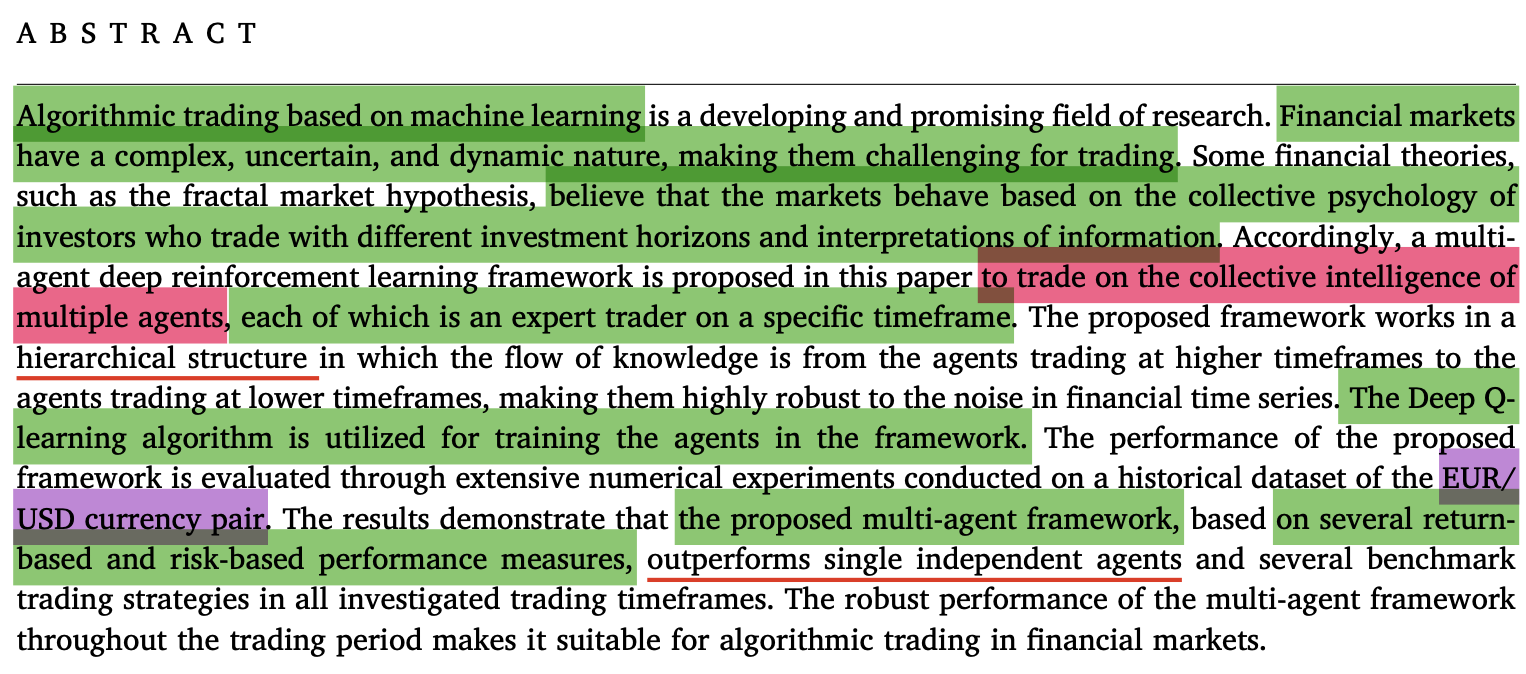 A B S T R A C T
Algorithmic trading based on machine learning is a developing and promising field of research. Financial markets
have a complex, uncertain, and dynamic nature, making them challenging for trading. Some financial theories,
such as the fractal market hypothesis, believe that the markets behave based on the collective psychology of
investors who trade with different investment horizons and interpretations of information. Accordingly, a multi-
agent deep reinforcement learning framework is proposed in this paper to trade on the collective intelligence of
multiple agents, each of which is an expert trader on a specific timeframe. The proposed framework works in a
hierarchical structure in which the flow of knowledge is from the agents trading at higher timeframes to the
agents trading at lower timeframes, making them highly robust to the noise in financial time series. The Deep Q-
learning algorithm is utilized for training the agents in the framework. The performance of the proposed
framework is evaluated through extensive numerical experiments conducted on a historical dataset of the EUR/
USD currency pair. The results demonstrate that the proposed multi-agent framework, based on several return-
based and risk-based performance measures, outperforms single independent agents and several benchmark
trading strategies in all investigated trading timeframes. The robust performance of the multi-agent framework
throughout the trading period makes it suitable for algorithmic trading in financial markets.